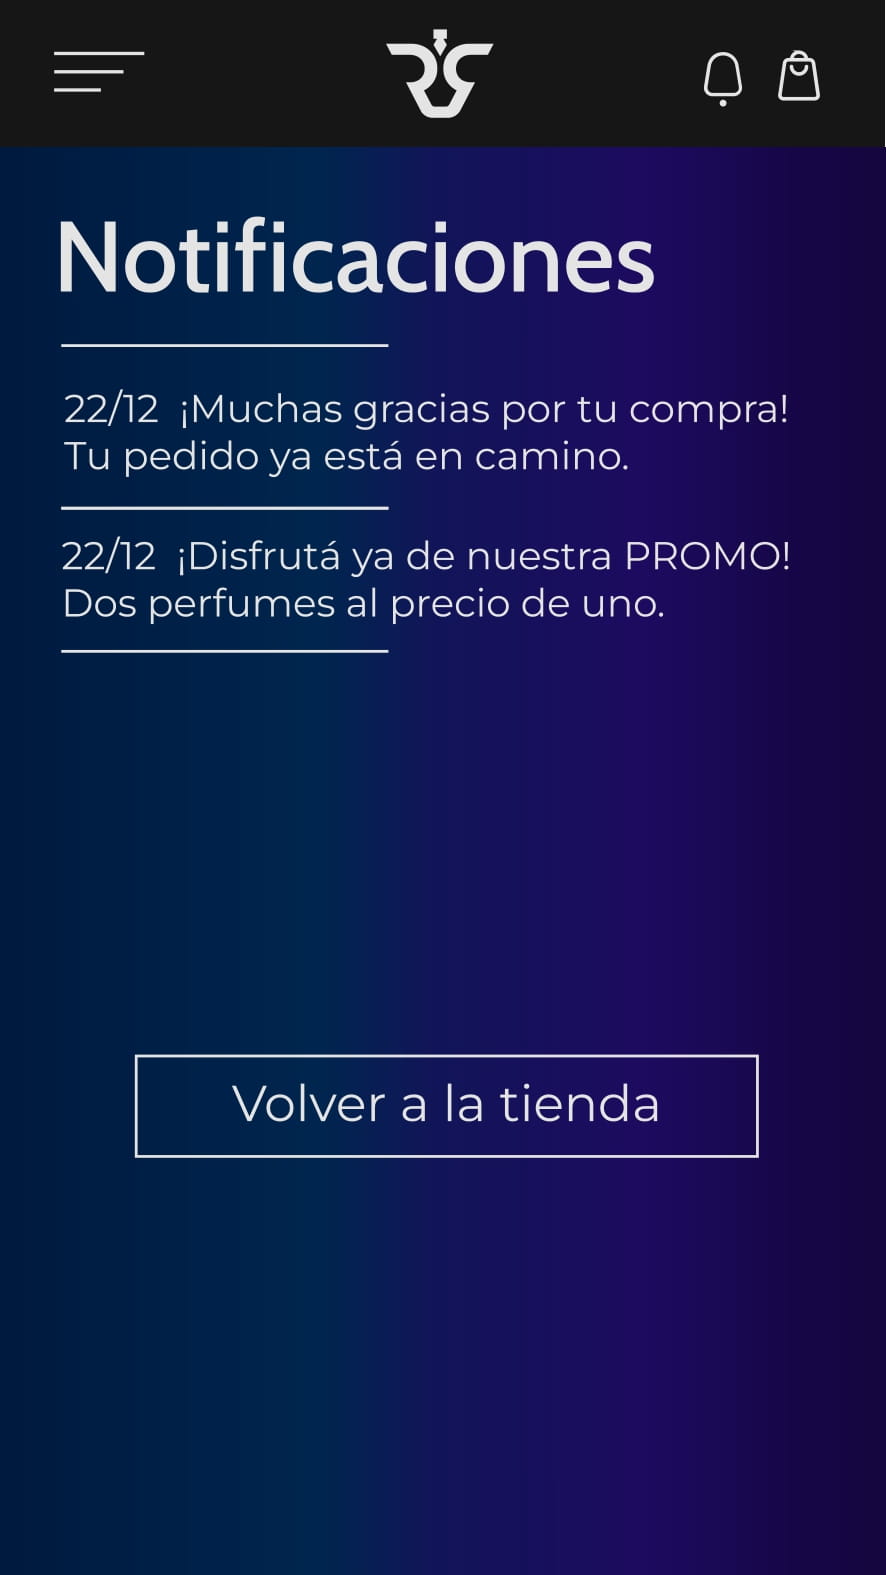 Notificaciones
22/12 ¡Muchas gracias por tu compra!
Tu pedido ya está en camino.
22/12 ¡Disfrutá ya de nuestra PROMO!
Dos perfumes al precio de uno.
Volver a la tienda